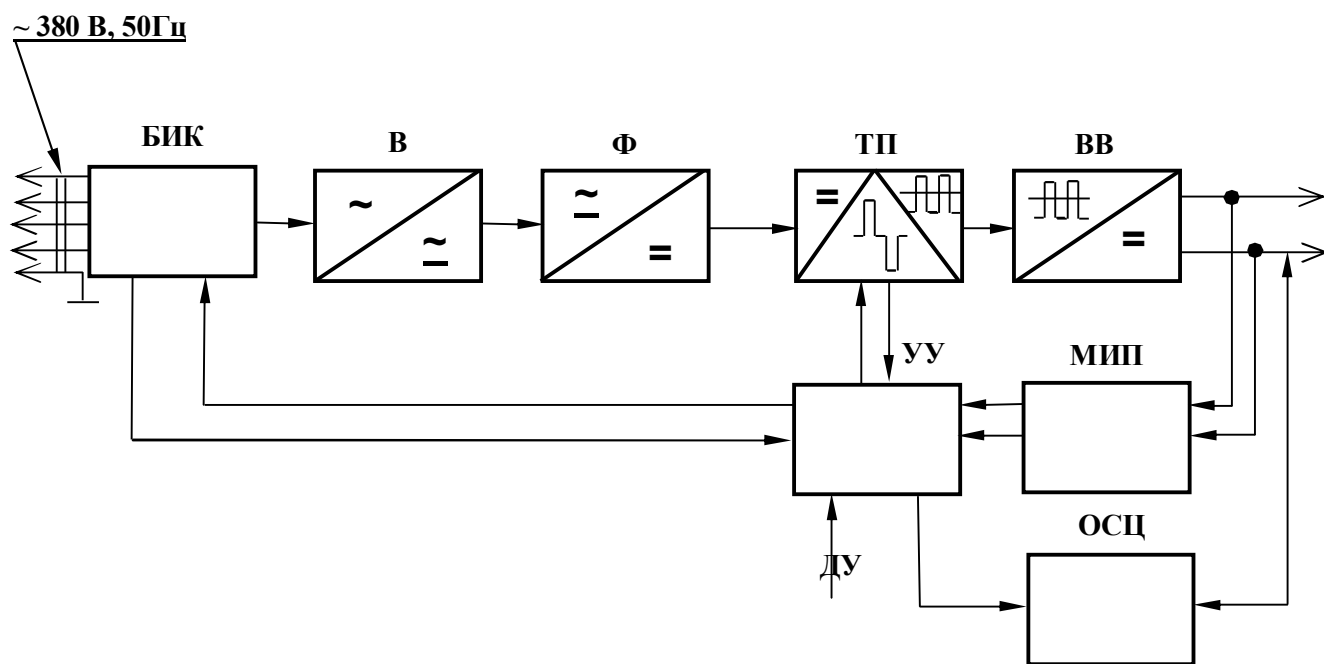 ~ 380 В, 50Гц
БИК
В
Ф
ТП
ВВ
~
~
~
=
=
=
УУ
МИП
ОСЦ
ДУ